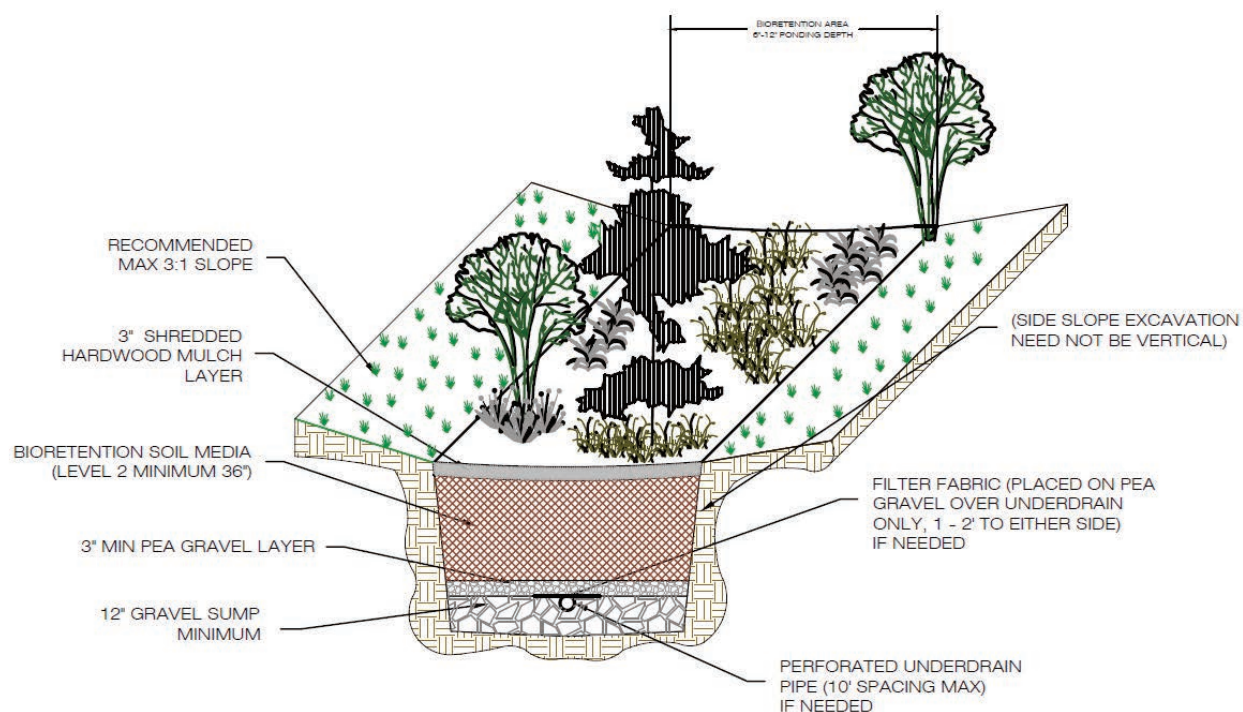 BIORETENTION AREA
6"-12" PONDING DEPTH
RECOMMENDED
MAX 3:1 SLOPE
3" SHREDDED
HARDWOOD MULCH
LAYER
(SIDE SLOPE EXCAVATION
NEED NOT BE VERTICAL)
BIORETENTION SOIL MEDIA
(LEVEL 2 MINIMUM 36")
FILTER FABRIC (PLACED ON PEA
GRAVEL OVER UNDERDRAIN
ONLY, 1 - 2' TO EITHER SIDE)
IF NEEDED
3" MIN PEA GRAVEL LAYER
12" GRAVEL SUMP
MINIMUM
PERFORATED UNDERDRAIN
PIPE (10' SPACING MAX)
IF NEEDED